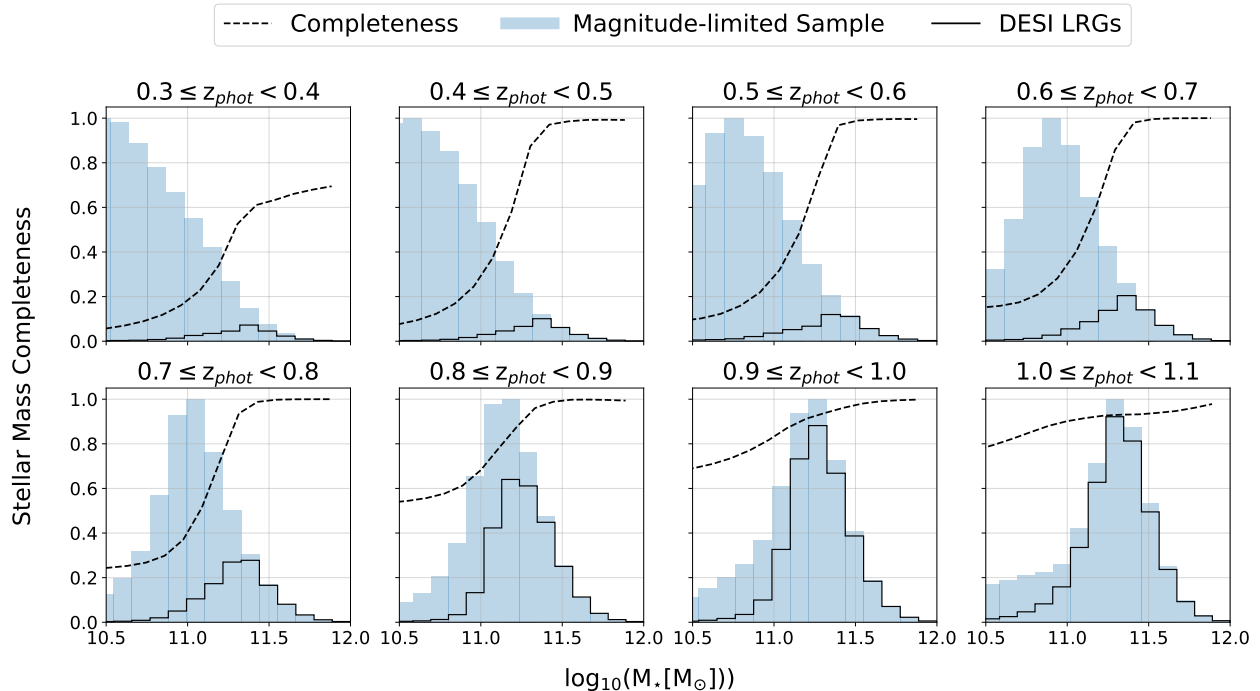 Completeness Magnitude-limited Sample DESI LRGs
0.3 ≤ z_phot < 0.4 0.4 ≤ z_phot < 0.5 0.5 ≤ z_phot < 0.6 0.6 ≤ z_phot < 0.7
1.0
0.8
0.6
0.4
0.2
0.0
0.7 ≤ z_phot < 0.8 0.8 ≤ z_phot < 0.9 0.9 ≤ z_phot < 1.0 1.0 ≤ z_phot < 1.1
1.0
0.8
0.6
0.4
0.2
0.0
10.5 11.0 11.5 12.0 11.0 11.5 12.0 11.0 11.5 12.0 10.5 11.0 11.5 12.0
Stellar Mass Completeness
log₁₀(M⋆[M⊙]))